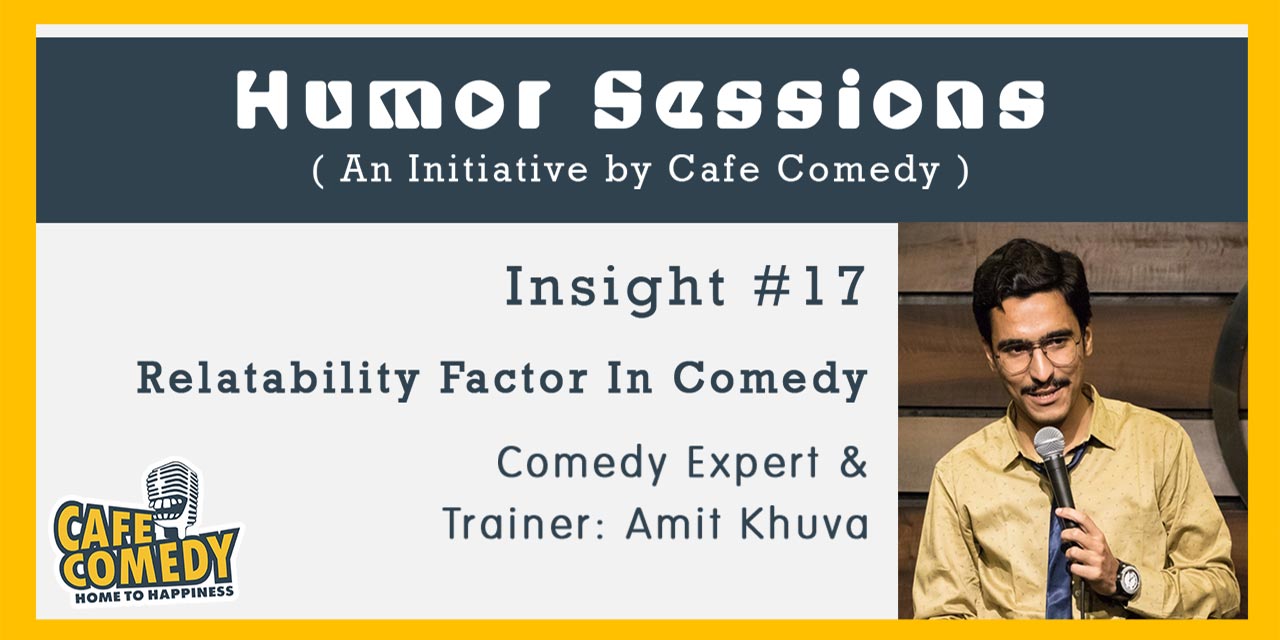 Humor Sessions
( An Initiative by Cafe Comedy )
Insight #17
Relatability Factor In Comedy
Comedy Expert &
Trainer: Amit Khuva
CAFE
COMEDY
HOME TO HAPPINESS